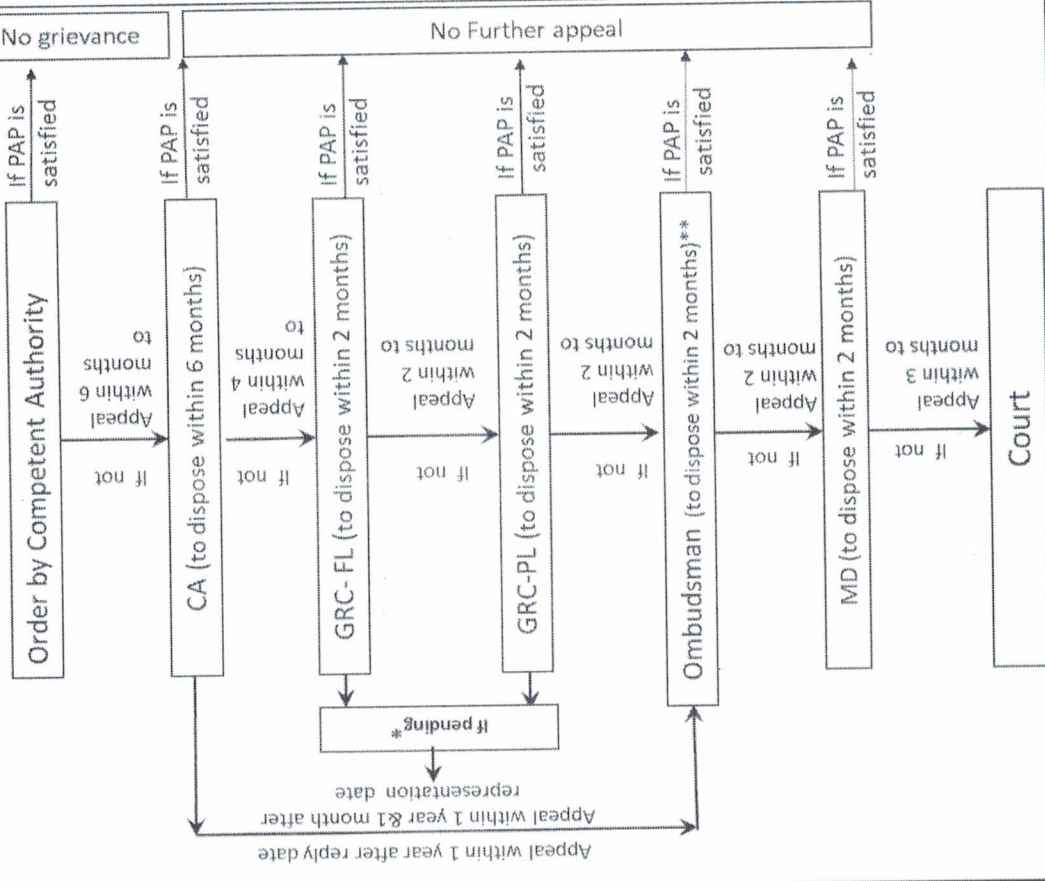 No grievance
No Further appeal
If PAP is
satisfied
If PAP is
satisfied
If PAP is
satisfied
If PAP is
satisfied
If PAP is
satisfied
If PAP is
satisfied
Order by Competent Authority
If not
Appeal
within 6
months
to
CA (to dispose within 6 months)
If not
Appeal
within 4
months
to
GRC- FL (to dispose within 2 months)
If not
Appeal
within 2
months to
GRC-PL (to dispose within 2 months)
If not
Appeal
within 2
months to
Ombudsman (to dispose within 2 months)**
If not
Appeal
within 2
months to
MD (to dispose within 2 months)
If not
Appeal
within 3
months to
Court
If pending*
Appeal within 1 year &1 month after
representation date
Appeal within 1 year after reply date